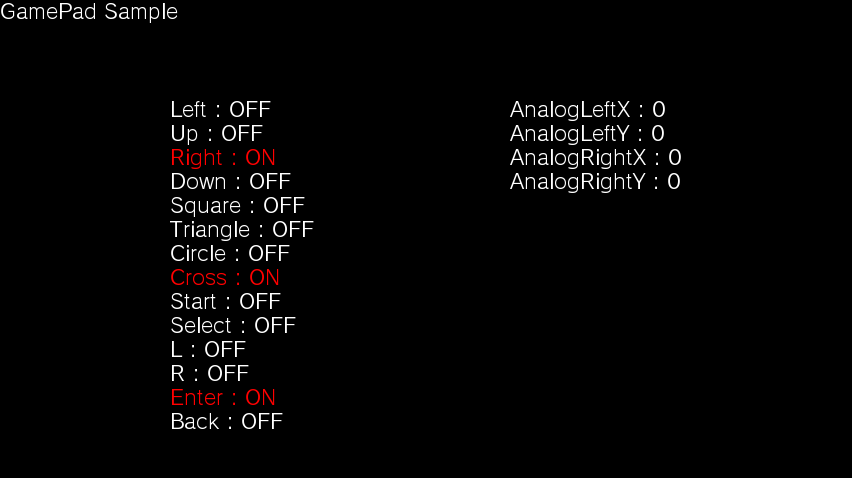 GamePad Sample
Left : OFF
Up : OFF
Right : ON
Down : OFF
Square : OFF
Triangle : OFF
Circle : OFF
Cross : ON
Start : OFF
Select : OFF
L : OFF
R : OFF
Enter : ON
Back : OFF
AnalogLeftX : 0
AnalogLeftY : 0
AnalogRightX : 0
AnalogRightY : 0